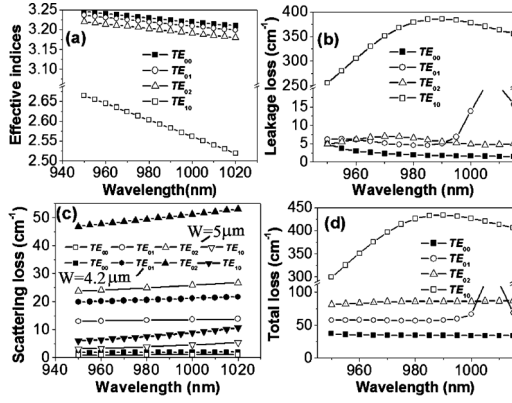 3.25
3.20
3.15
3.10
2.65
2.60
2.55
2.50
Effective indices
(a)
TE00
TE01
TE02
TE10
940 960 980 1000 1020
Wavelength(nm)
400
350
300
250
15
10
5
0
Leakage loss (cm-1)
(b)
TE00
TE01
TE02
TE10
960 980 1000
Wavelength (nm)
50
40
30
20
10
0
Scattering loss (cm-1)
(c)
W=5μm
TE00 TE01 TE02 TE10
TE00 TE01 TE02 TE10
W=4.2 μm
940 960 980 1000 1020
Wavelength (nm)
450
400
350
300
100
50
0
Total loss (cm-1)
(d)
TE00
TE01
TE02
TE10
960 980 1000
Wavelength (nm)